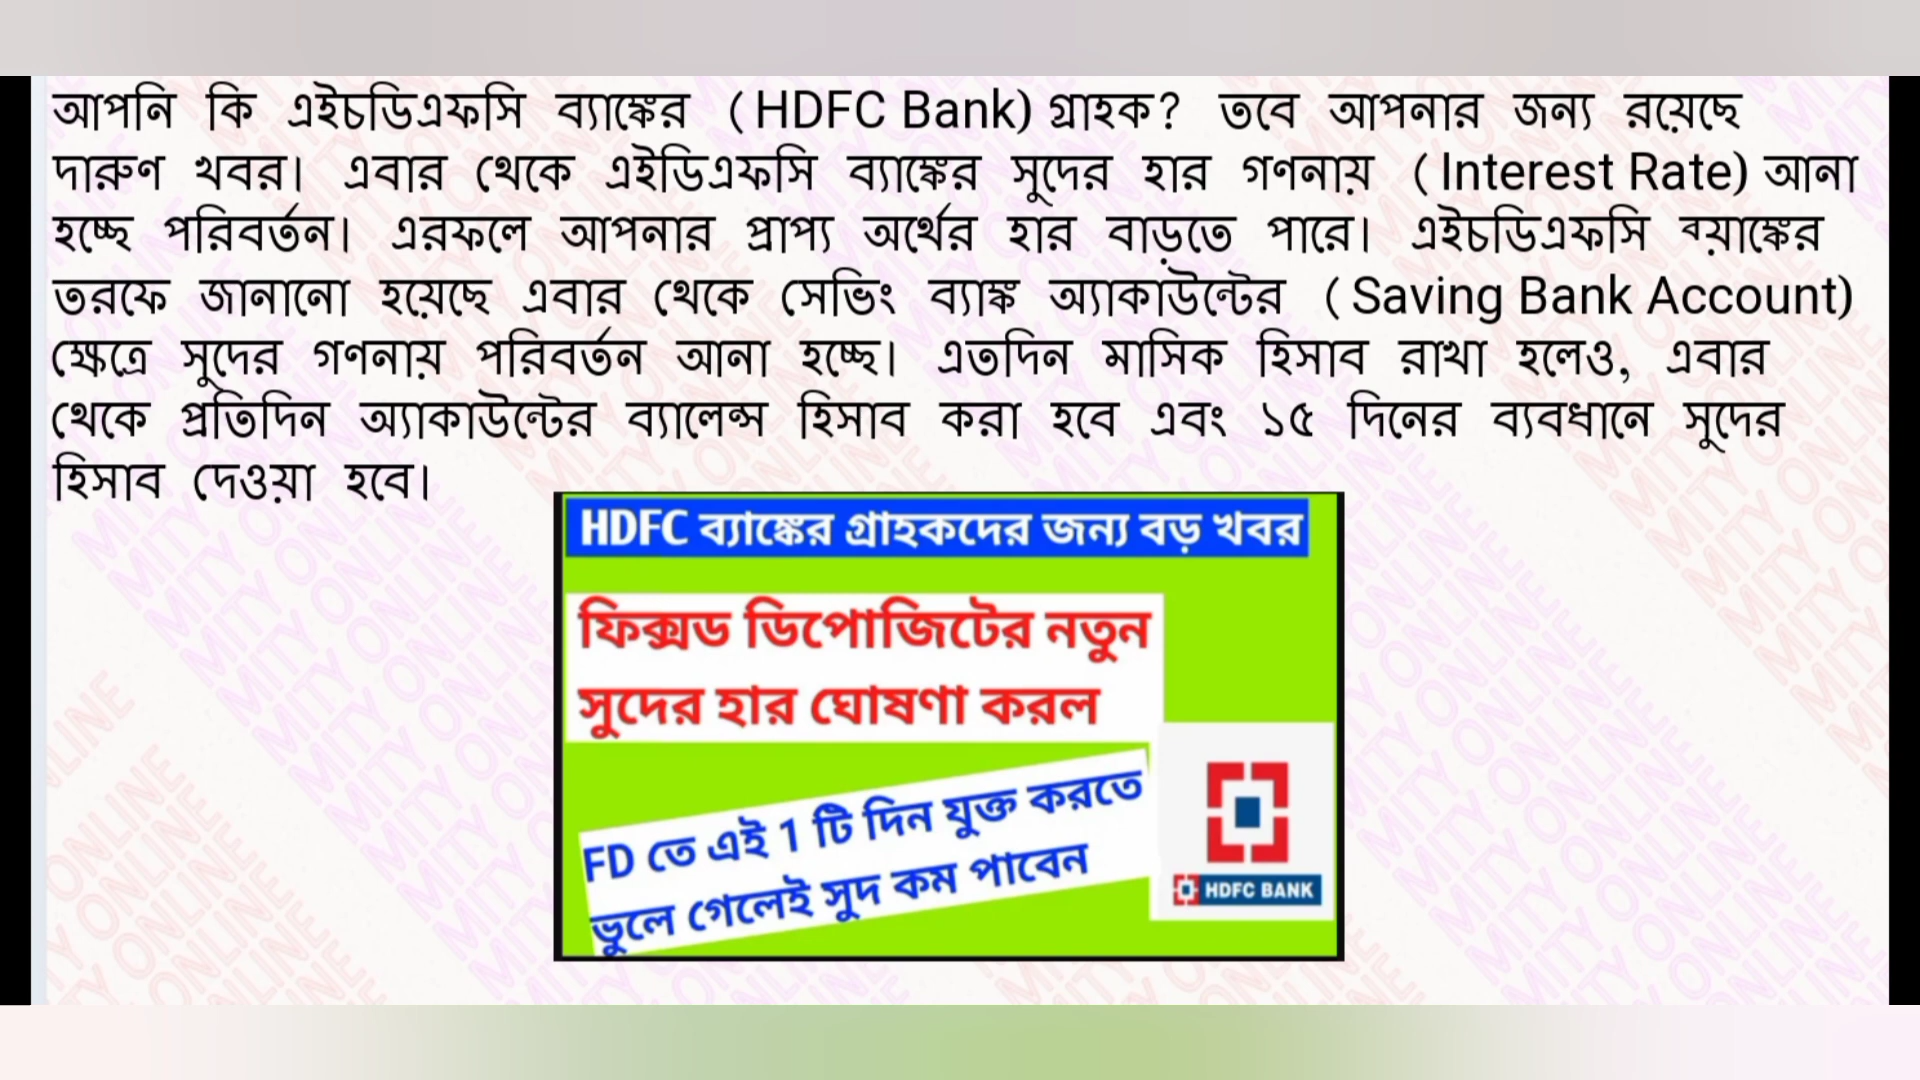 আপনি কি এইচডিএফসি ব্যাঙ্কের (HDFC Bank) গ্রাহক? তবে আপনার জন্য রয়েছে
দারুণ খবর। এবার থেকে এইডিএফসি ব্যাঙ্কের সুদের হার গণনায় (Interest Rate) আনা
হচ্ছে পরিবর্তন। এরফলে আপনার প্রাপ্য অর্থের হার বাড়তে পারে। এইচডিএফসি ব্য়াঙ্কের
তরফে জানানো হয়েছে এবার থেকে সেভিং ব্যাঙ্ক অ্যাকাউন্টের (Saving Bank Account)
ক্ষেত্রে সুদের গণনায় পরিবর্তন আনা হচ্ছে। এতদিন মাসিক হিসাব রাখা হলেও, এবার
থেকে প্রতিদিন অ্যাকাউন্টের ব্যালেন্স হিসাব করা হবে এবং ১৫ দিনের ব্যবধানে সুদের
হিসাব দেওয়া হবে।
HDFC ব্যাঙ্কের গ্রাহকদের জন্য বড় খবর
ফিক্সড ডিপোজিটের নতুন
সুদের হার ঘোষণা করল
FD তে এই 1 টি দিন যুক্ত করতে
ভুলে গেলেই সুদ কম পাবেন
HDFC BANK
MITY OONLINE